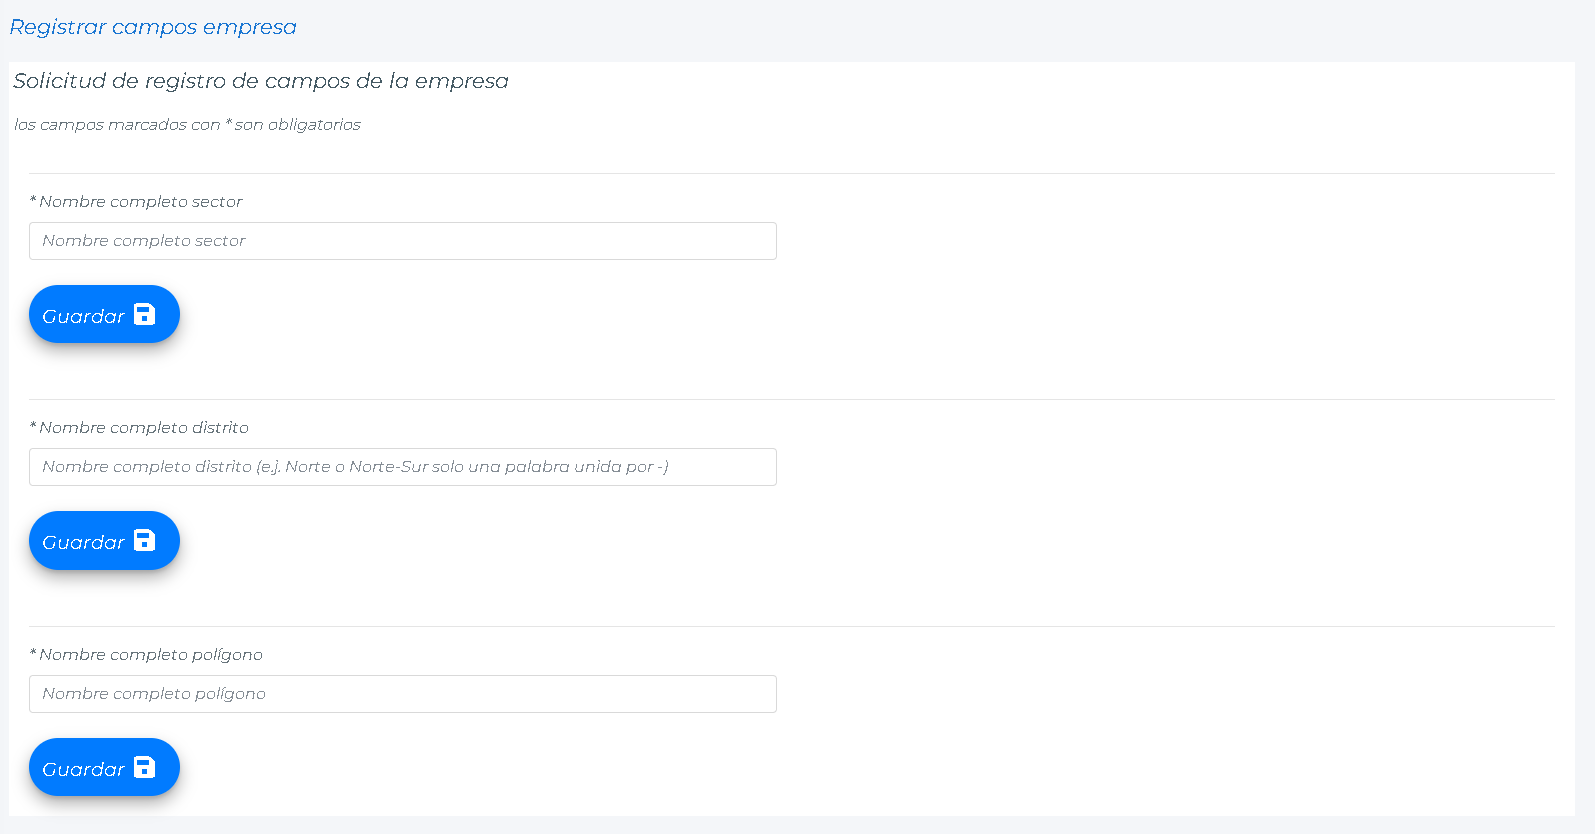 Registrar campos empresa
Solicitud de registro de campos de la empresa
los campos marcados con * son obligatorios
* Nombre completo sector
Nombre completo sector
Guardar
* Nombre completo distrito
Nombre completo distrito (e.j. Norte o Norte-Sur solo una palabra unida por -)
Guardar
* Nombre completo polígono
Nombre completo polígono
Guardar